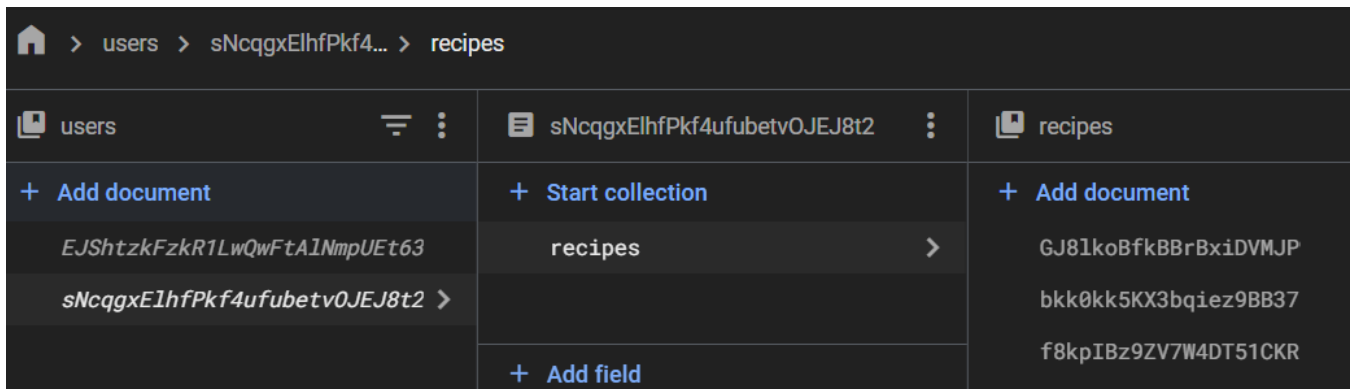 users > sNcqgxElhfPkf4... > recipes
users
sNcqgxElhfPkf4ufubetvOJEJ8t2
recipes
+ Add document
+ Start collection
+ Add document
EJShtzkFzkR1LwQwFtAlNmpUEt63
recipes
GJ8lkoBfkBBrBxiDVMJP
sNcqgxElhfPkf4ufubetvOJEJ8t2
bkk0kk5KX3bqiez9BB37
f8kpIBz9ZV7W4DT51CKR
+ Add field